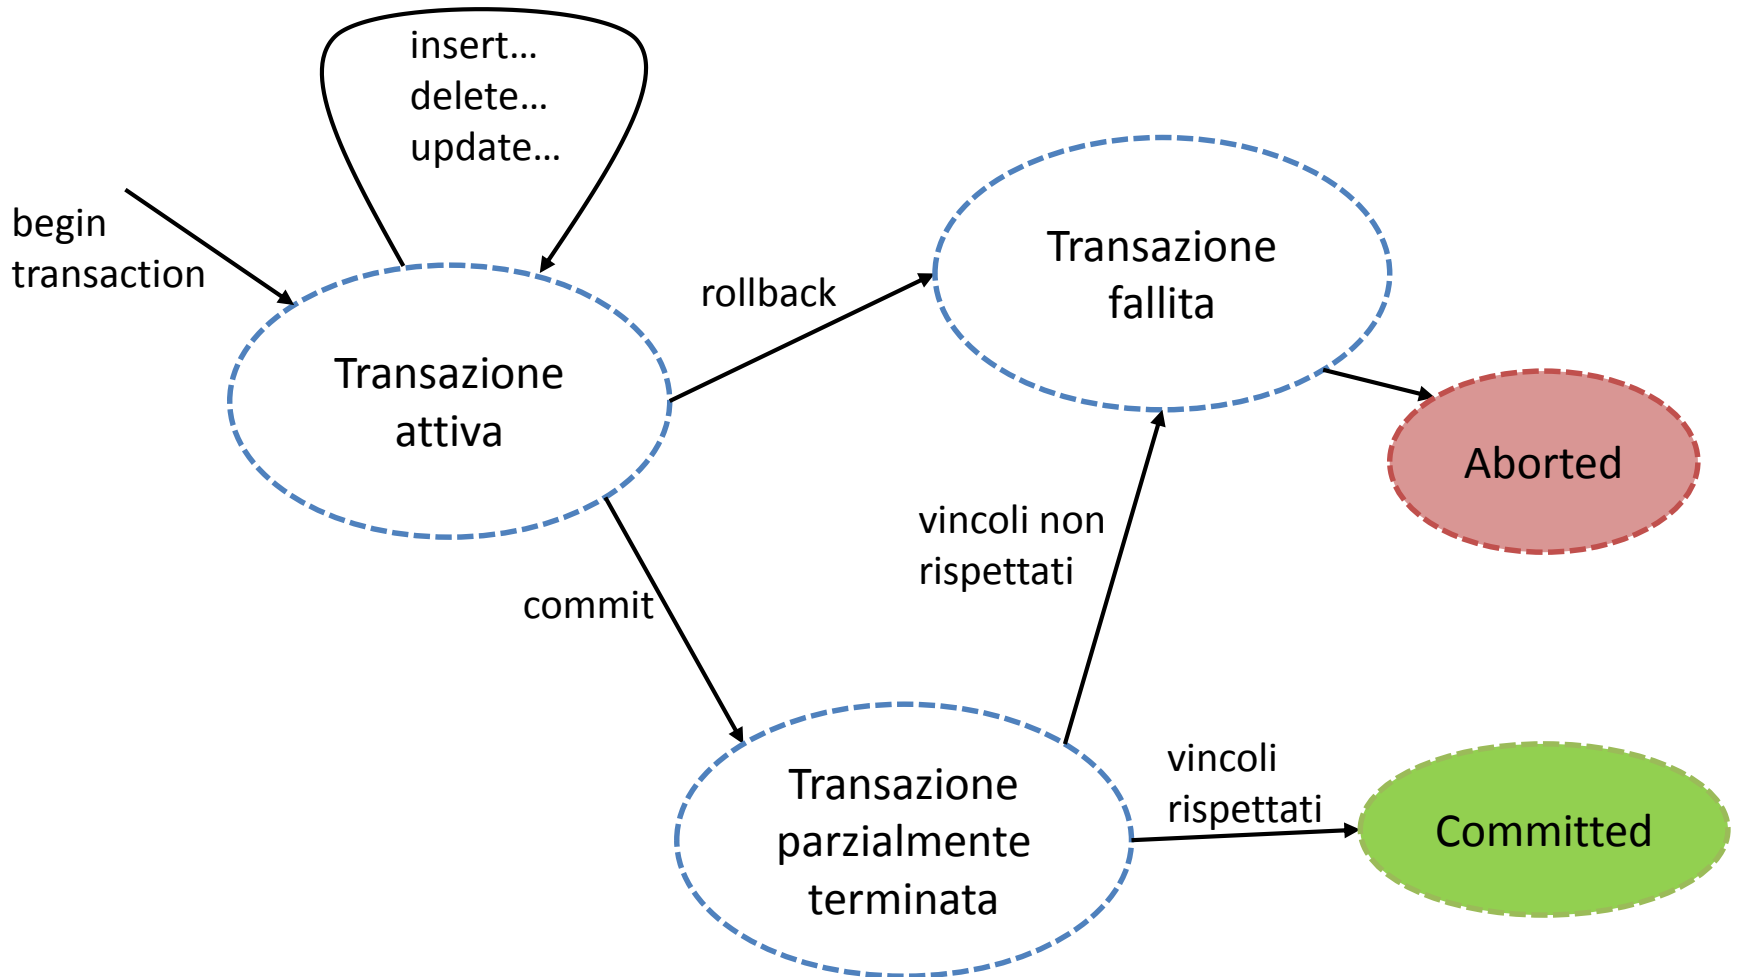 insert…
delete…
update…
begin
transaction
Transazione
attiva
rollback
Transazione
fallita
Aborted
vincoli non
rispettati
commit
Transazione
parzialmente
terminata
vincoli
rispettati
Committed